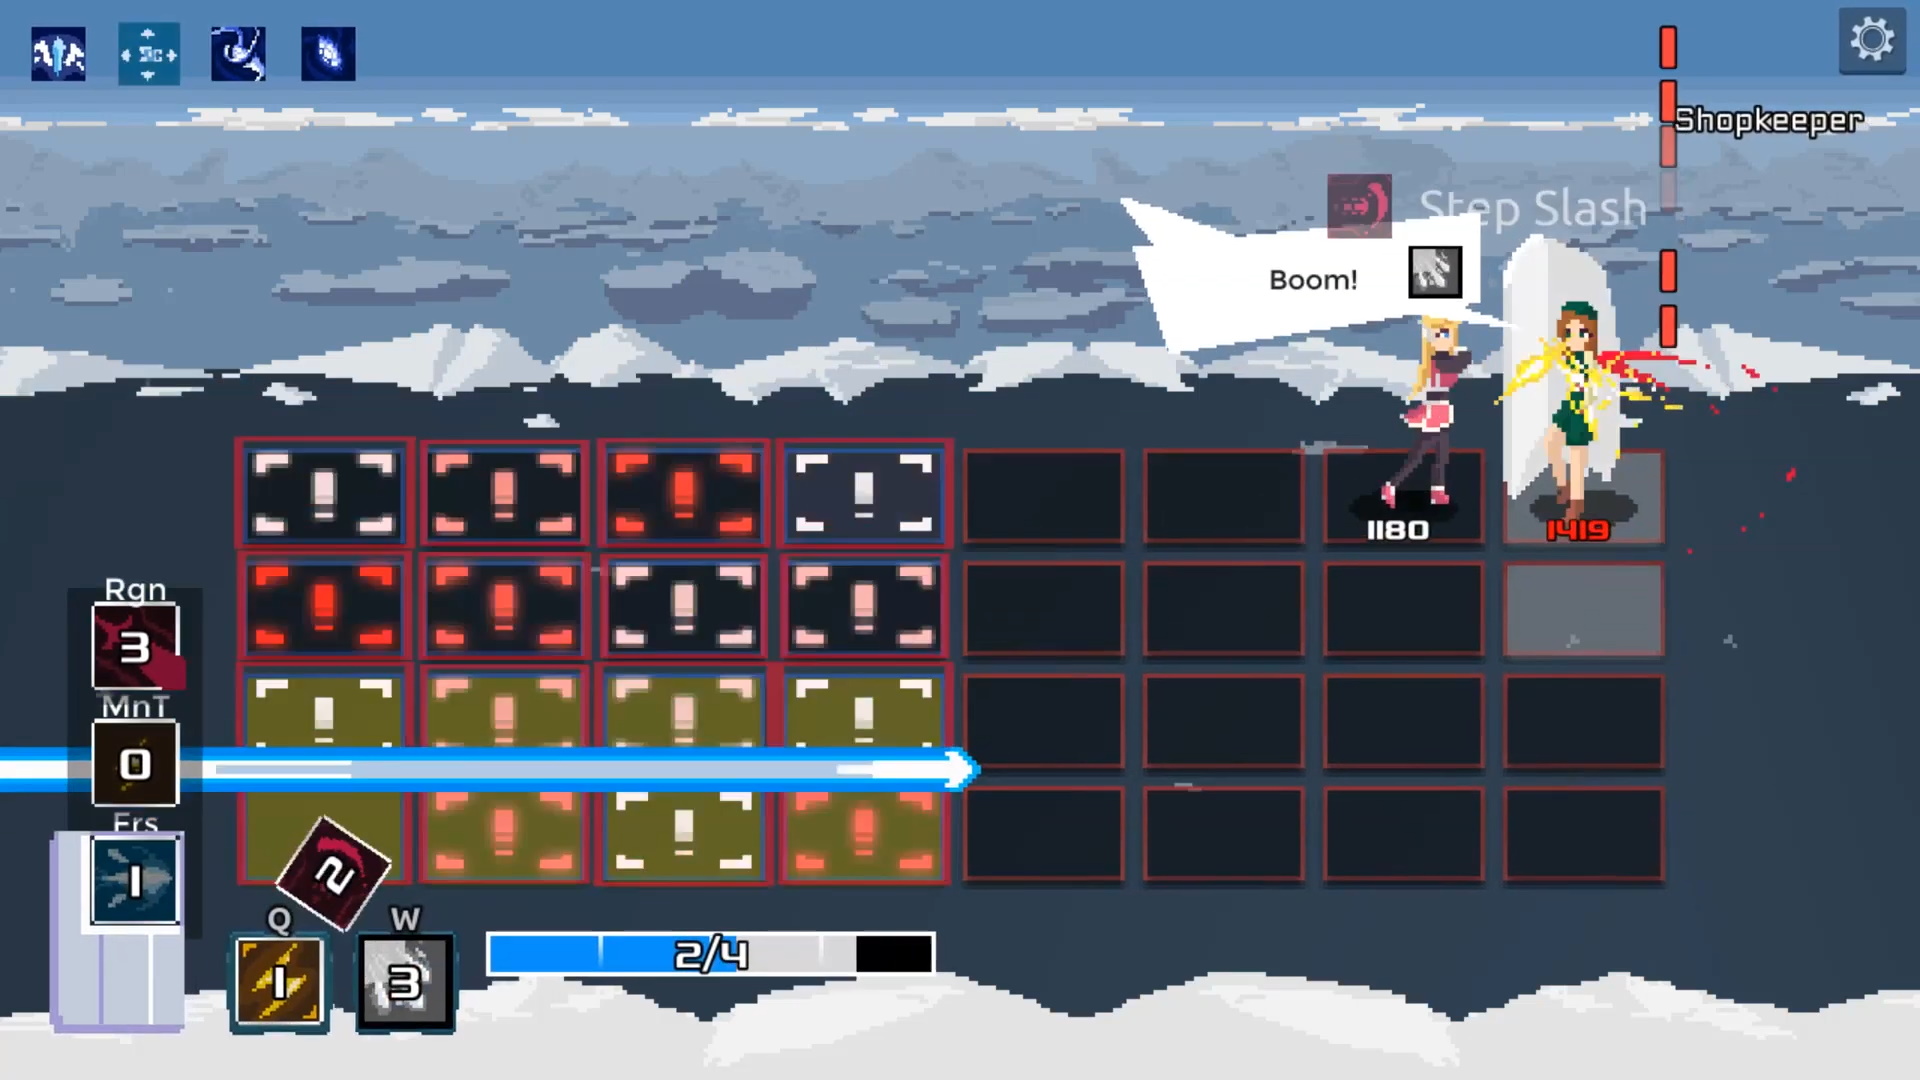 Shopkeeper
Step Slash
Boom!
1180
1419
Rgn
3
MnT
0
Frs
1
2
Q
W
1
3
2/4